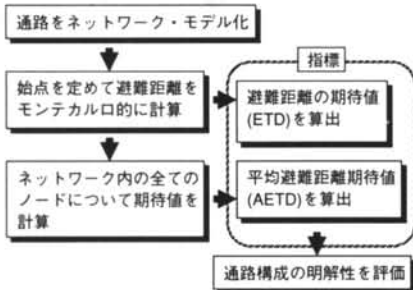 通路をネットワーク・モデル化
指標
始点を定めて避難距離を
モンテカルロ的に計算
避難距離の期待値
(ETD)を算出
ネットワーク内の全ての
ノードについて期待値を
計算
平均避難距離期待値
(AETD)を算出
通路構成の明解性を評価